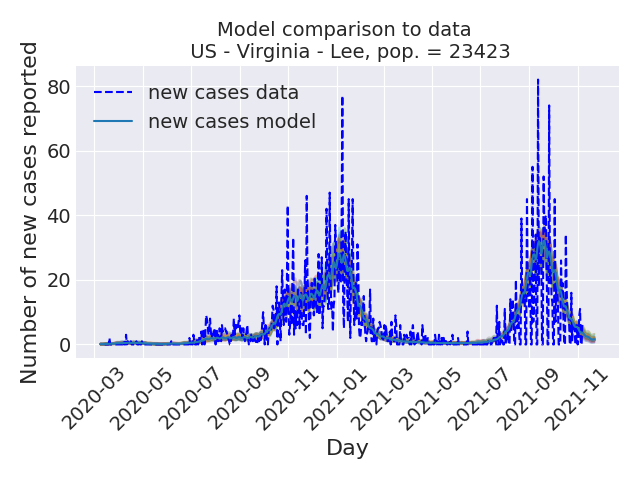 Model comparison to data
US - Virginia - Lee, pop. = 23423
Number of new cases reported
80
60
40
20
0
new cases data
new cases model
2020-03
2020-05
2020-07
2020-09
2020-11
2021-01
2021-03
2021-05
2021-07
2021-09
2021-11
Day